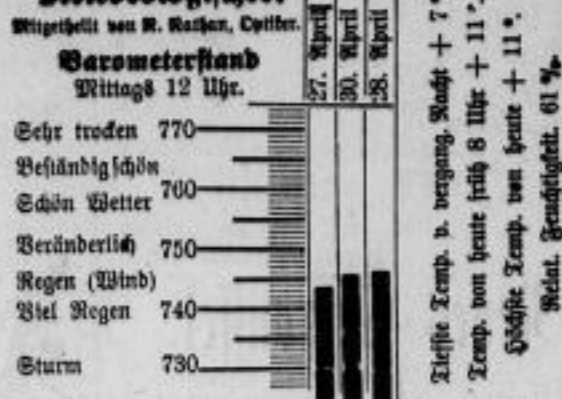 Mitgetheilt von R. Nathan, Optiker.
Barometerstand
Mittags 12 Uhr.
27. April
30. April
28. April
Sehr trocken 770
Beständig schön
760
Schön Wetter
Veränderlich 750
Regen (Wind)
Viel Regen 740
Sturm 730
Tiefste Temp. v. vergang. Nacht + 7°
Temp. von heute früh 8 Uhr + 11°.
Höchste Temp. von heute + 11°.
Relat. Feuchtigkeit. 61 %.